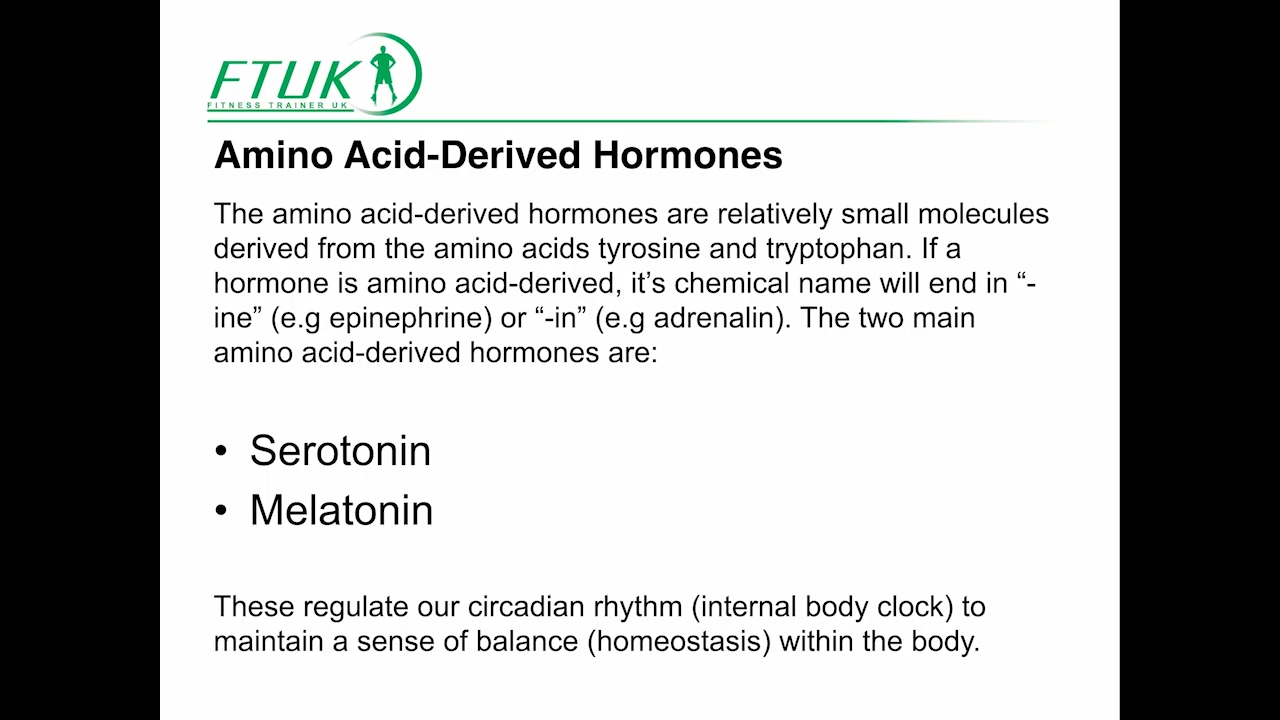 FTUK
FITNESS TRAINER UK
Amino Acid-Derived Hormones
The amino acid-derived hormones are relatively small molecules
derived from the amino acids tyrosine and tryptophan. If a
hormone is amino acid-derived, it’s chemical name will end in “-
ine” (e.g epinephrine) or “-in” (e.g adrenalin). The two main
amino acid-derived hormones are:
• Serotonin
• Melatonin
These regulate our circadian rhythm (internal body clock) to
maintain a sense of balance (homeostasis) within the body.